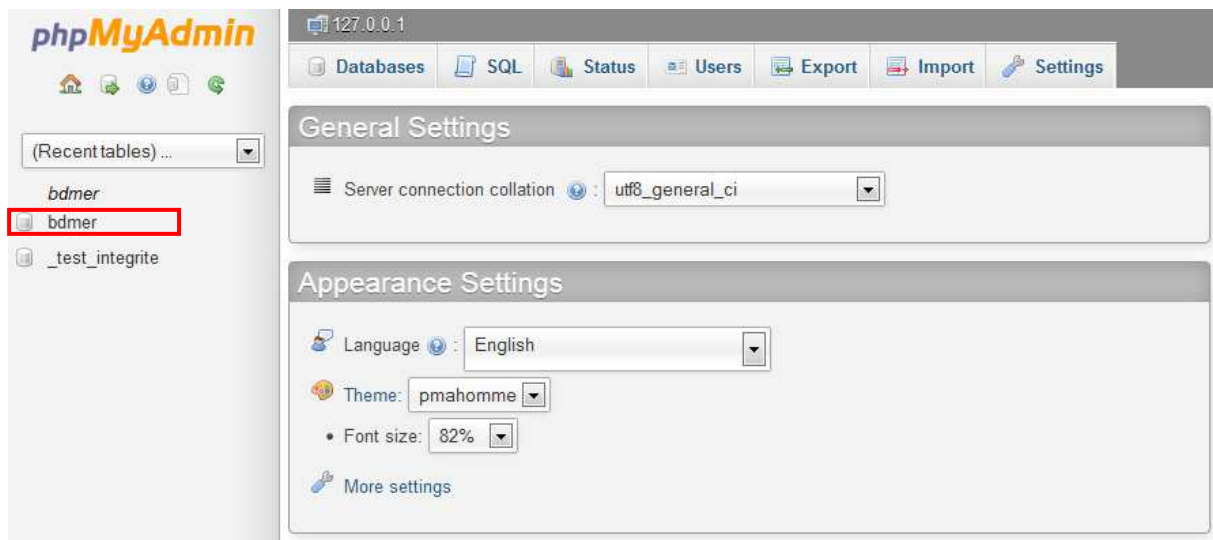 phpMyAdmin
(Recent tables) ...
bdmer
bdmer
_test_integrite
127.0.0.1
Databases SQL Status Users Export Import Settings
General Settings
Server connection collation : utf8_general_ci
Appearance Settings
Language : English
Theme: pmahomme
• Font size: 82%
More settings